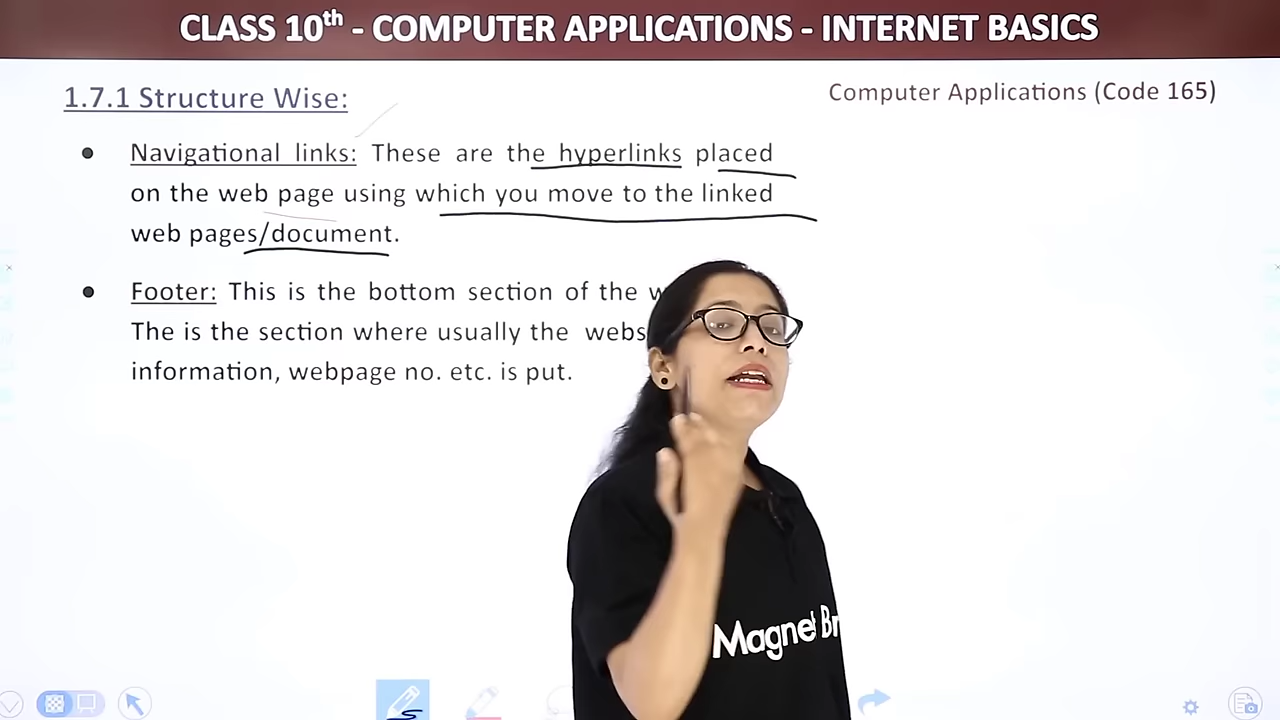 CLASS 10th - COMPUTER APPLICATIONS - INTERNET BASICS
1.7.1 Structure Wise:
Computer Applications (Code 165)
● Navigational links: These are the hyperlinks placed
on the web page using which you move to the linked
web pages/document.
● Footer: This is the bottom section of the
The is the section where usually the
information, webpage no. etc. is put.
Magnet